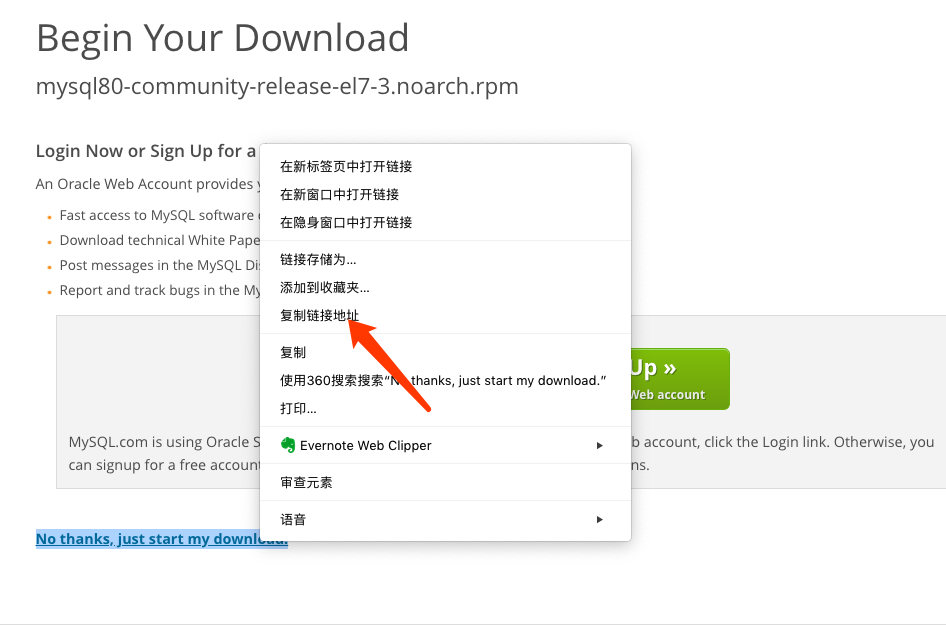 Begin Your Download
mysql80-community-release-el7-3.noarch.rpm
Login Now or Sign Up for a
An Oracle Web Account provides
Fast access to MySQL software
Download technical White Pape
Post messages in the MySQL Di
Report and track bugs in the My
在新标签页中打开链接
在新窗口中打开链接
在隐身窗口中打开链接
链接存储为...
添加到收藏夹...
复制链接地址
复制
使用360搜索搜索“No thanks, just start my download.”
打印...
Evernote Web Clipper
审查元素
语音
Up »
Web account
MySQL.com is using Oracle S
b account, click the Login link. Otherwise, you
can signup for a free account
ns.
No thanks, just start my download.